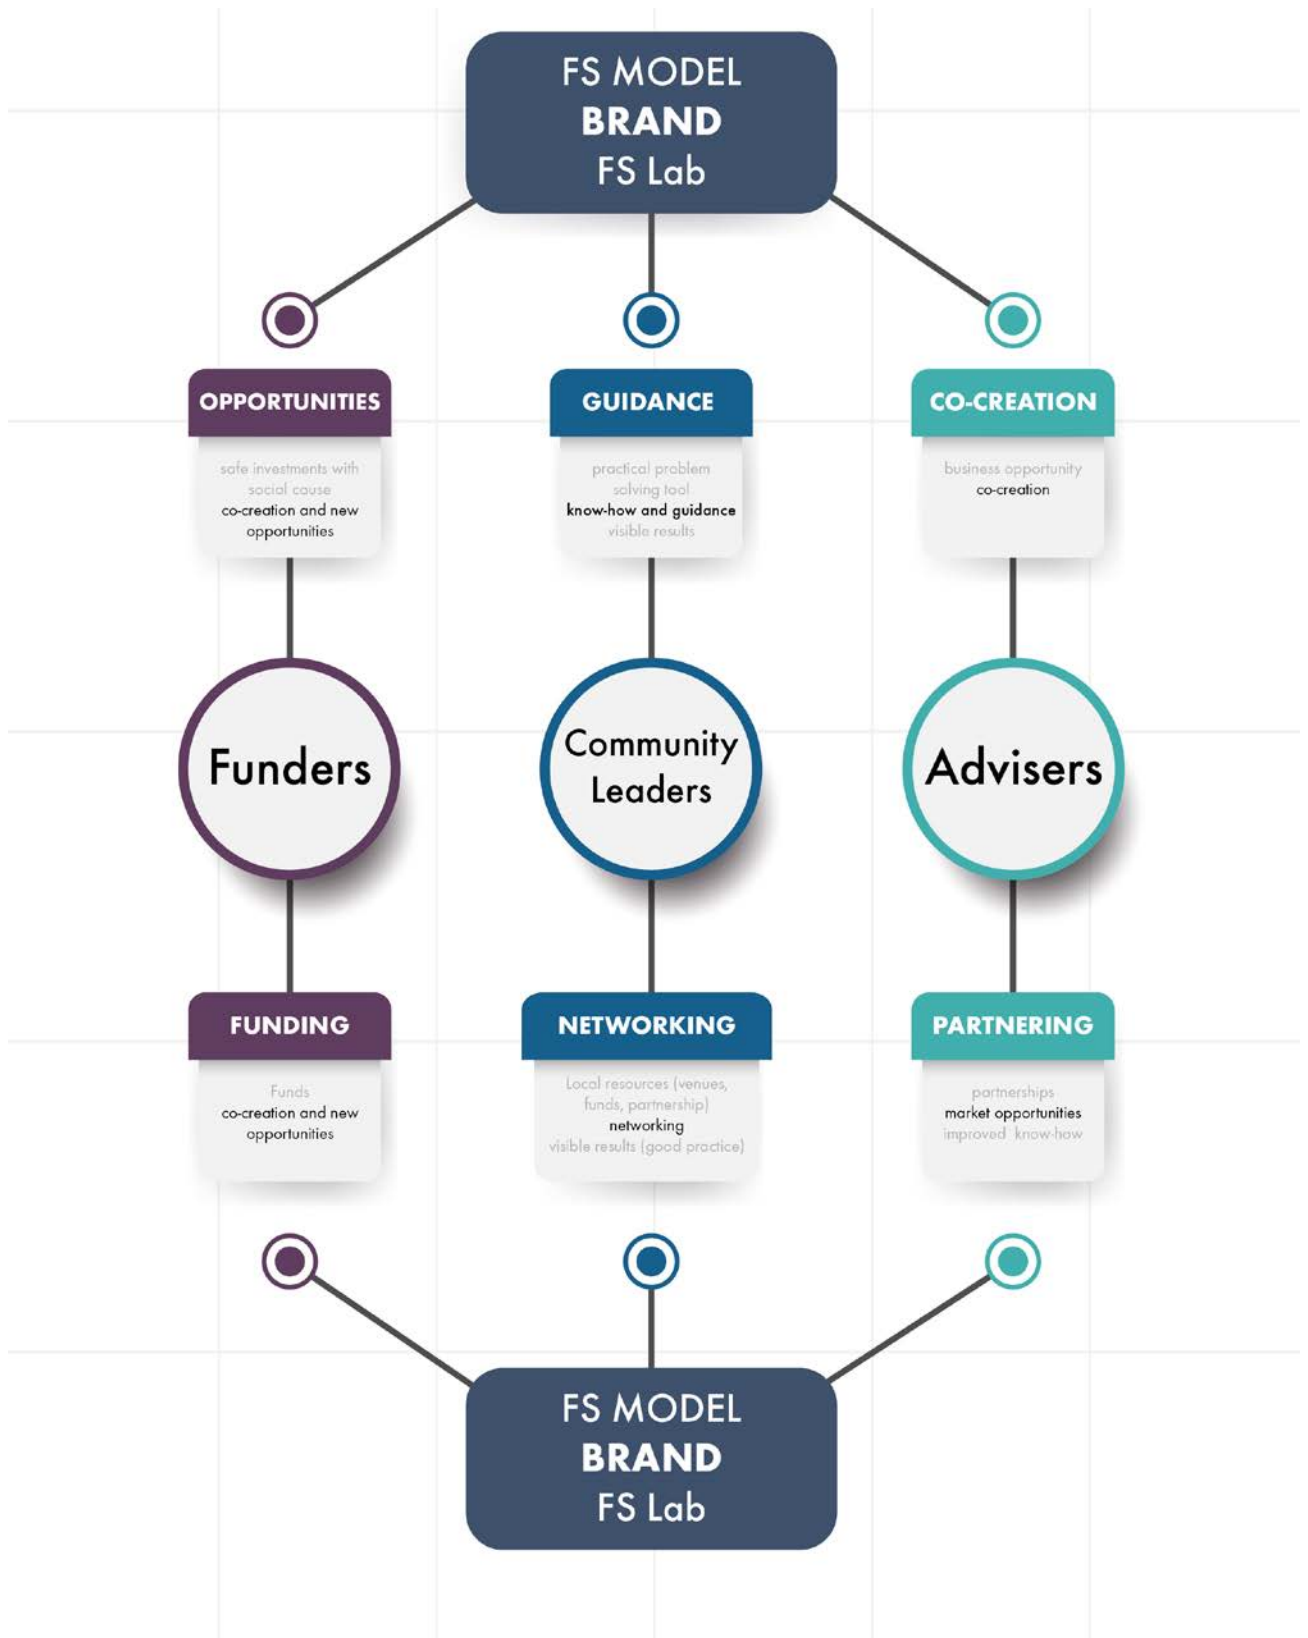 FS MODEL
BRAND
FS Lab
OPPORTUNITIES
safe investments with
social cause
co-creation and new
opportunities
GUIDANCE
practical problem
solving tool
know-how and guidance
visible results
CO-CREATION
business opportunity
co-creation
Funders
Community
Leaders
Advisers
FUNDING
Funds
co-creation and new
opportunities
NETWORKING
Local resources (venues,
funds, partnership)
networking
visible results (good practice)
PARTNERING
partnerships
market opportunities
improved know-how
FS MODEL
BRAND
FS Lab